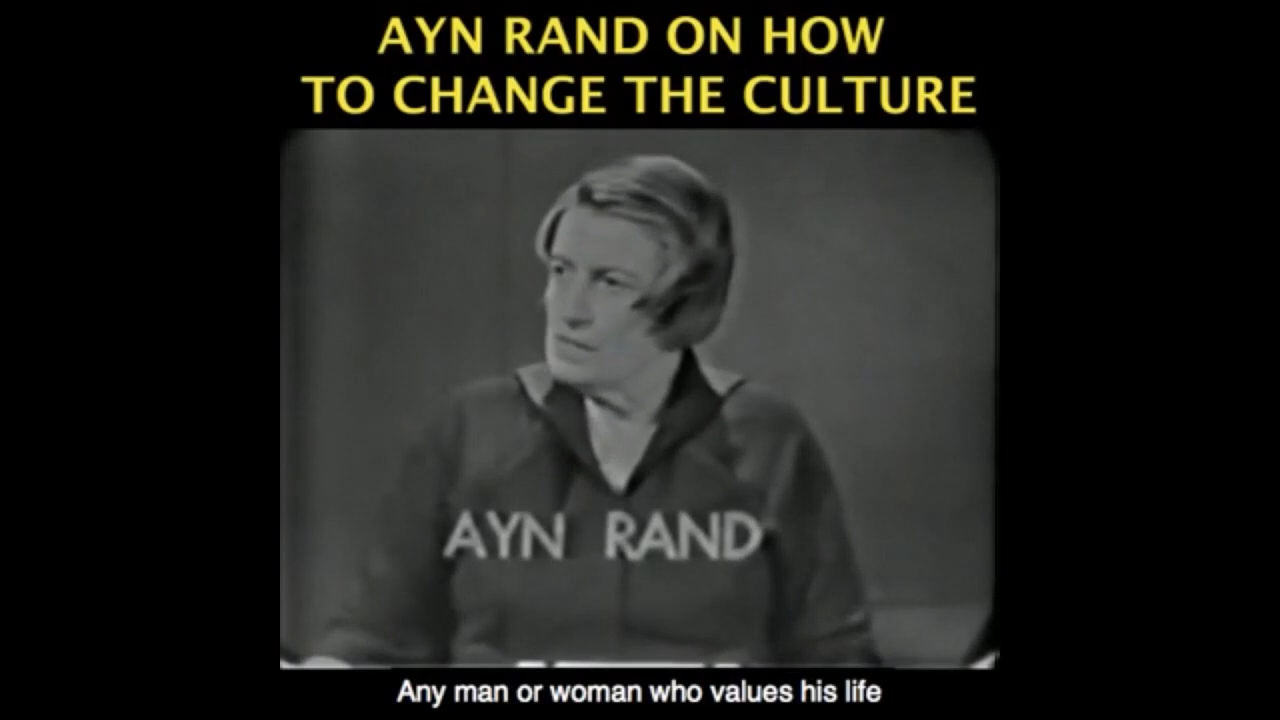 AYN RAND ON HOW
TO CHANGE THE CULTURE
AYN RAND
Any man or woman who values his life